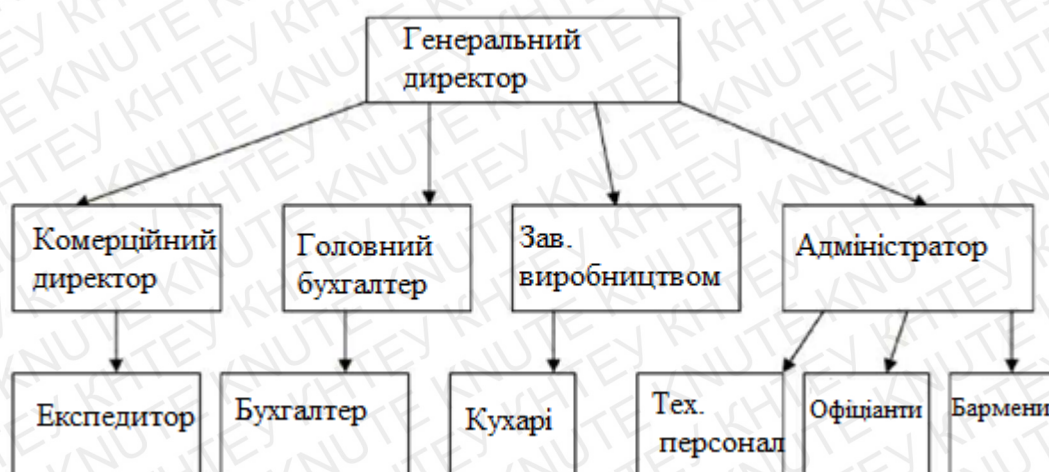 Генеральний
директор
Комерційний
директор
Головний
бухгалтер
Зав.
виробництвом
Адміністратор
Експедитор
Бухгалтер
Кухарі
Тех.
персонал
Офіціанти
Бармени